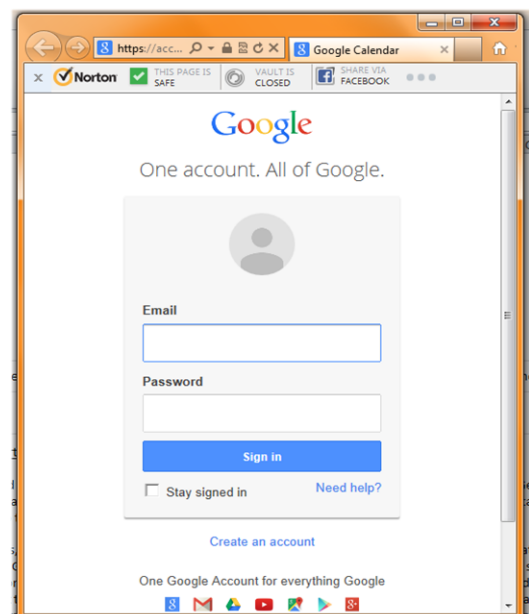 https://acc...
Google Calendar
Norton
THIS PAGE IS
SAFE
VAULT IS
CLOSED
SHARE VIA
FACEBOOK
Google
One account. All of Google.
Email
Password
Sign in
Stay signed in
Need help?
Create an account
One Google Account for everything Google